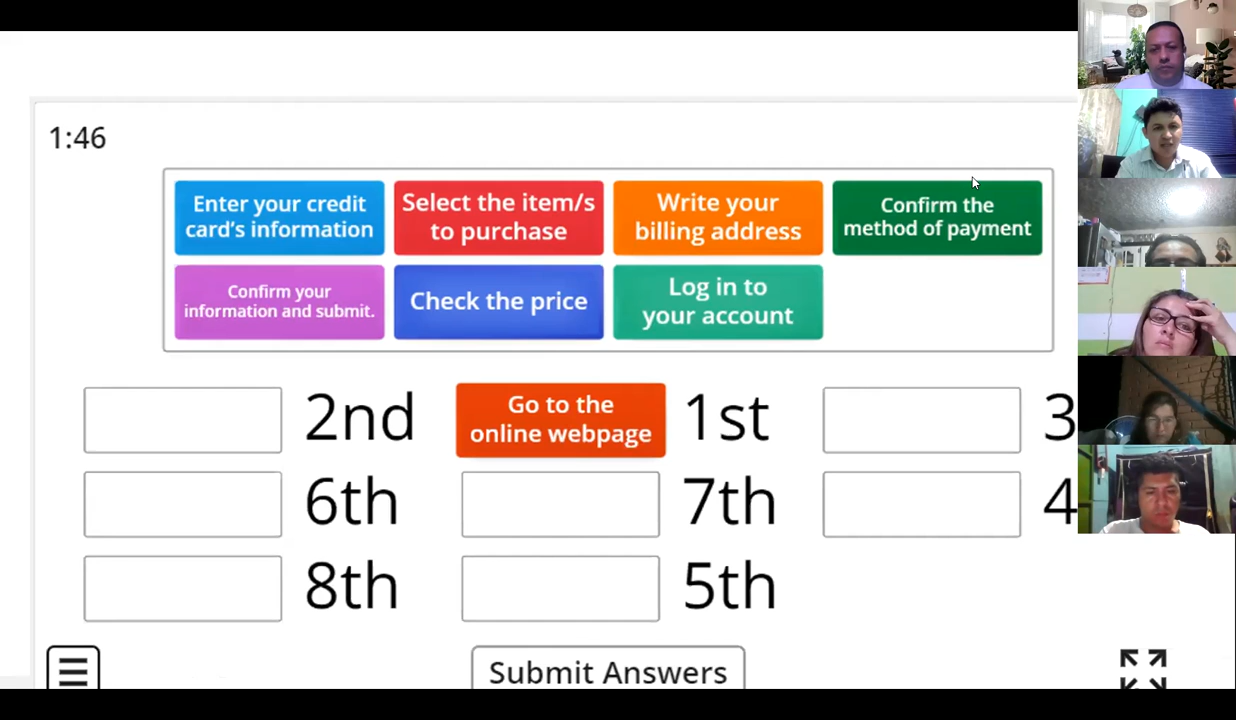 1:46
Enter your credit
card's information
Select the item/s
to purchase
Write your
billing address
Confirm the
method of payment
Confirm your
information and submit.
Check the price
Log in to
your account
2nd
Go to the
online webpage
1st
3
6th
7th
4
8th
5th
Submit Answers